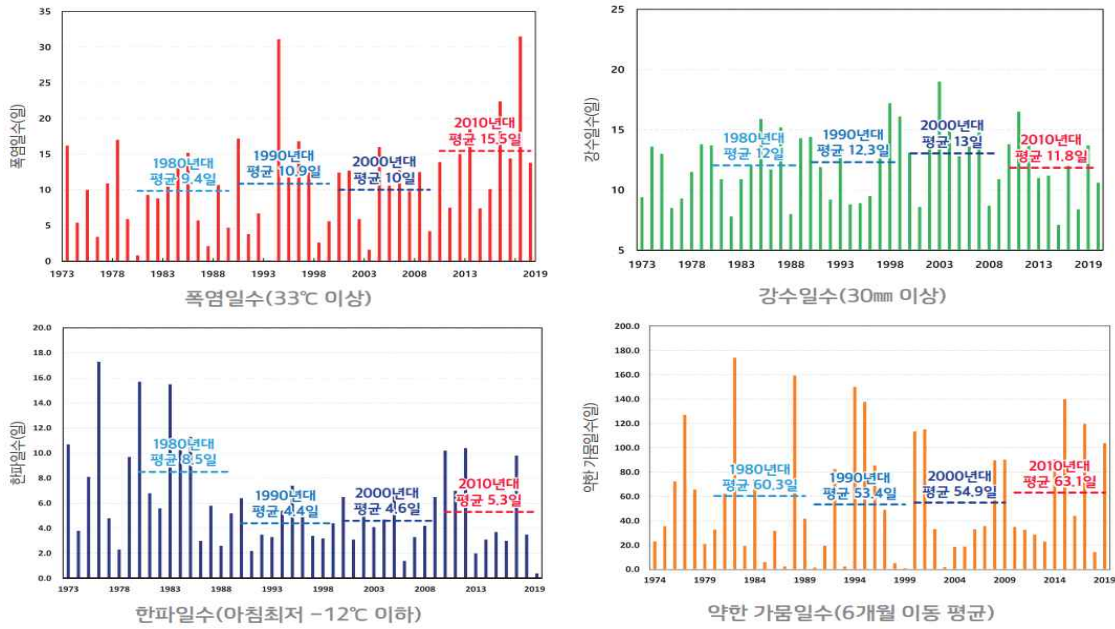 35
30
25
20
15
10
5
0
폭염일수(일)
1980년대
평균 9.4일
1990년대
평균 10.9일
2000년대
평균 10일
2010년대
평균 15.5일
1973 1983 1988 1993 1998 2003 2008 2013 2019
폭염일수(33℃ 이상)
25
20
15
10
5
강수일수(일)
1980년대
평균 12일
1990년대
평균 12.3일
2000년대
평균 13일
2010년대
평균 11.8일
1973 1978 1983 1988 1993 1998 2003 2008 2013 2019
강수일수(30㎜ 이상)
20.0
18.0
16.0
14.0
12.0
10.0
8.0
6.0
4.0
2.0
0.0
한파일수(일)
1980년대
평균 8.5일
1990년대
평균 4.4일
2000년대
평균 4.6일
2010년대
평균 5.3일
1973 1978 1983 1988 1993 1998 2003 2008 2013 2019
한파일수(아침최저 -12℃ 이하)
200.0
180.0
160.0
140.0
120.0
100.0
80.0
60.0
40.0
20.0
0.0
약한 가뭄일수(일)
1980년대
평균 60.3일
1990년대
평균 53.4일
2000년대
평균 54.9일
2010년대
평균 63.1일
1974 1979 1984 1989 1994 1999 2004 2009 2014 2019
약한 가뭄일수(6개월 이동 평균)